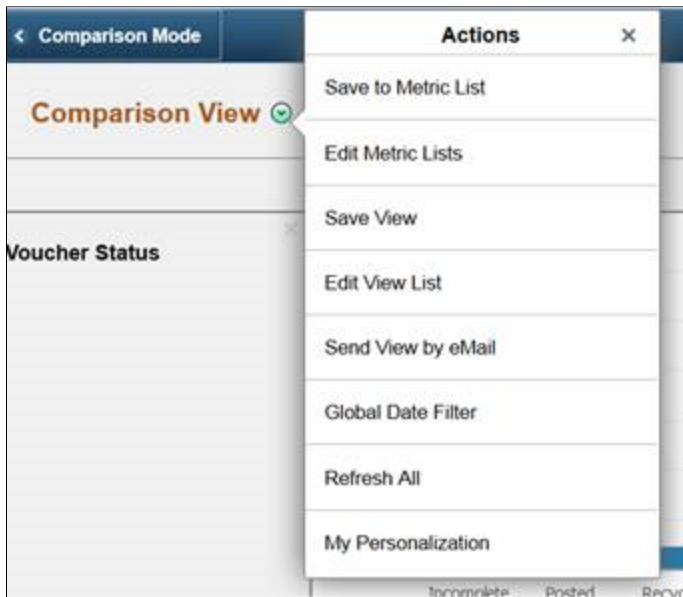 Comparison Mode
Actions
Comparison View
Save to Metric List
Edit Metric Lists
Save View
Voucher Status
Edit View List
Send View by eMail
Global Date Filter
Refresh All
My Personalization
Incomplete Posted